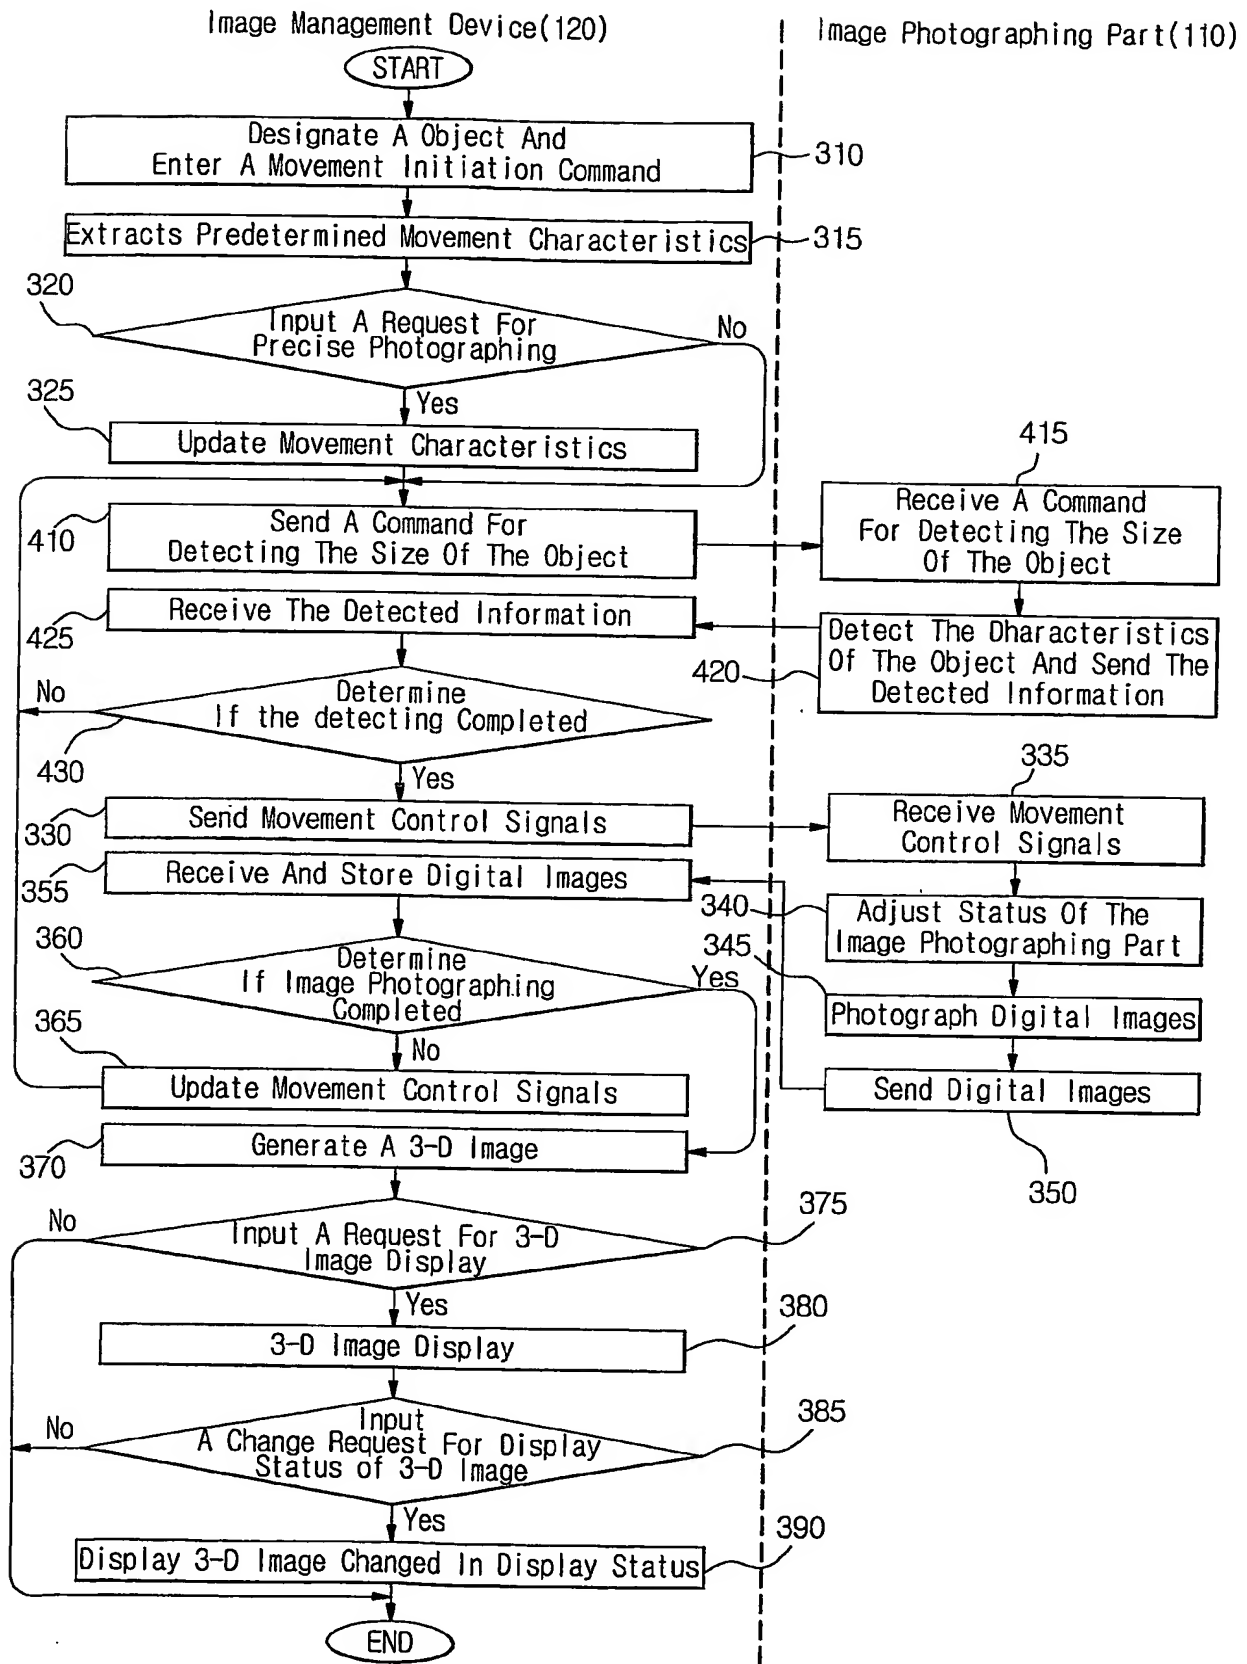 Image Management Device(120)
Image Photographing Part(110)
START
Designate A Object And
Enter A Movement Initiation Command
310
Extracts Predetermined Movement Characteristics
315
320
Input A Request For
Precise Photographing
No
Yes
325
Update Movement Characteristics
410
Send A Command For
Detecting The Size Of The Object
415
Receive A Command
For Detecting The Size
Of The Object
425
Receive The Detected Information
420
Detect The Dharacteristics
Of The Object And Send The
Detected Information
No
Determine
If the detecting Completed
430
Yes
330
Send Movement Control Signals
335
Receive Movement
Control Signals
355
Receive And Store Digital Images
340
Adjust Status Of The
Image Photographing Part
360
Determine
If Image Photographing
Completed
Yes
No
345
Photograph Digital Images
365
Update Movement Control Signals
Send Digital Images
350
370
Generate A 3-D Image
375
No
Input A Request For 3-D
Image Display
Yes
380
3-D Image Display
385
No
Input
A Change Request For Display
Status of 3-D Image
Yes
390
Display 3-D Image Changed In Display Status
END